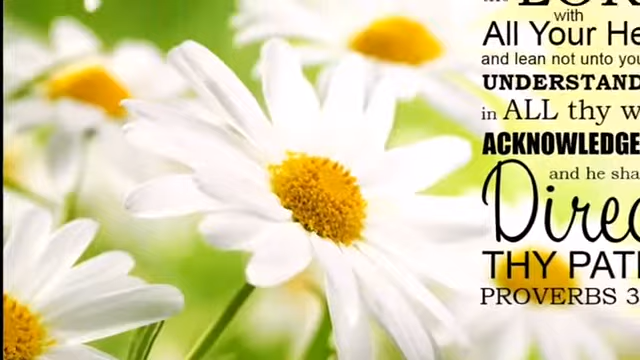 with
All Your He
and lean not unto you
UNDERSTAND
in ALL thy w
ACKNOWLEDGE
and he sha
Direc
THY PAT
PROVERBS 3